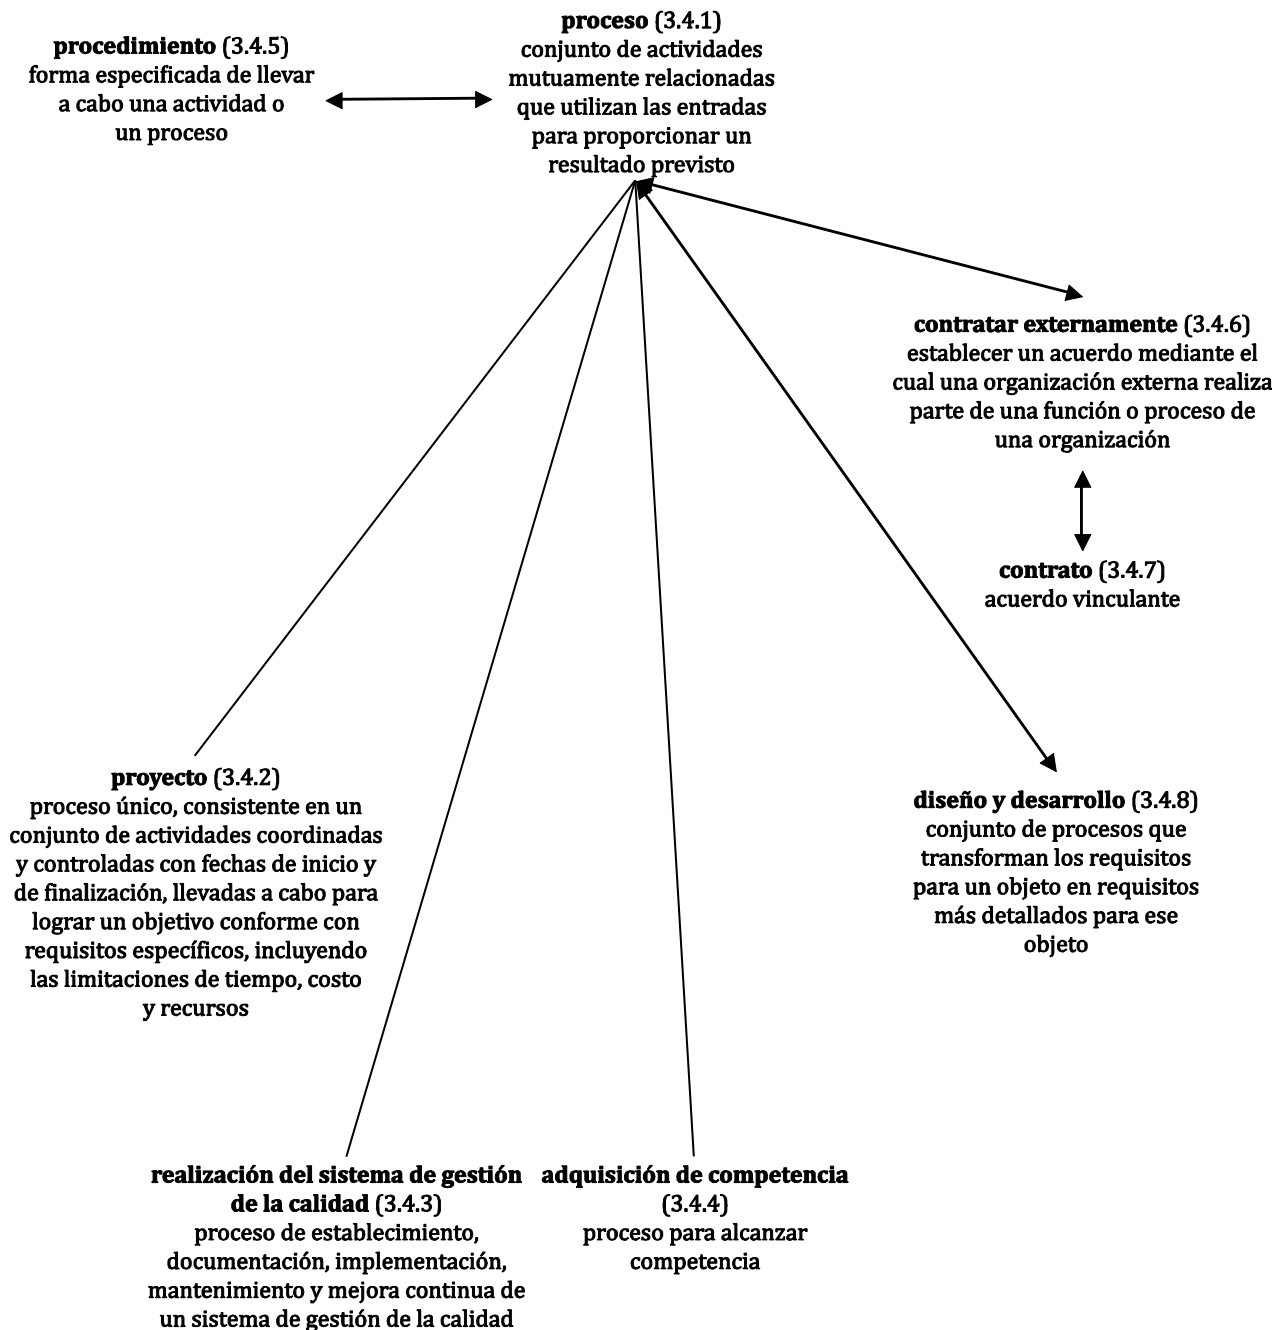 proceso (3.4.1)
conjunto de actividades
mutuamente relacionadas
que utilizan las entradas
para proporcionar un
resultado previsto
procedimiento (3.4.5)
forma especificada de llevar
a cabo una actividad o
un proceso
contratar externamente (3.4.6)
establecer un acuerdo mediante el
cual una organización externa realiza
parte de una función o proceso de
una organización
contrato (3.4.7)
acuerdo vinculante
proyecto (3.4.2)
proceso único, consistente en un
conjunto de actividades coordinadas
y controladas con fechas de inicio y
de finalización, llevadas a cabo para
lograr un objetivo conforme con
requisitos específicos, incluyendo
las limitaciones de tiempo, costo
y recursos
diseño y desarrollo (3.4.8)
conjunto de procesos que
transforman los requisitos
para un objeto en requisitos
más detallados para ese
objeto
realización del sistema de gestión
de la calidad (3.4.3)
proceso de establecimiento,
documentación, implementación,
mantenimiento y mejora continua de
un sistema de gestión de la calidad
adquisición de competencia
(3.4.4)
proceso para alcanzar
competencia